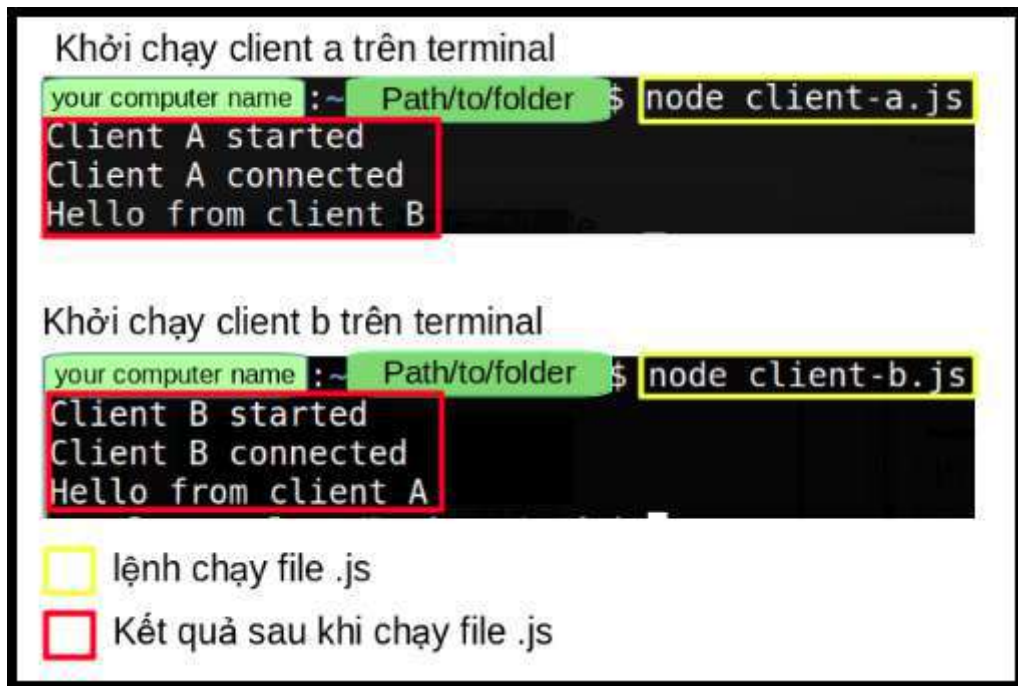 Khởi chạy client a trên terminal
your computer name :~ Path/to/folder $ node client-a.js
Client A started
Client A connected
Hello from client B
Khởi chạy client b trên terminal
your computer name :~ Path/to/folder $ node client-b.js
Client B started
Client B connected
Hello from client A
lệnh chạy file .js
Kết quả sau khi chạy file .js